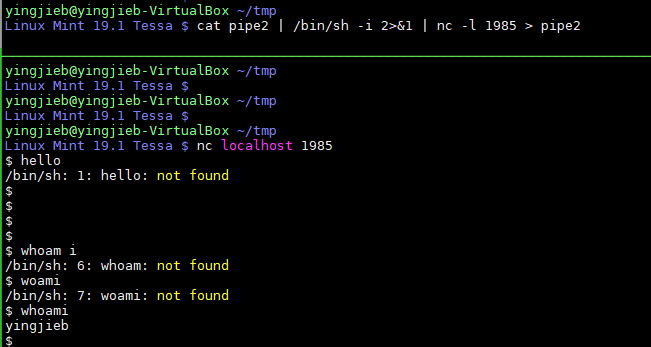 yingjieb@yingjieb-VirtualBox ~/tmp
Linux Mint 19.1 Tessa $ cat pipe2 | /bin/sh -i 2>&1 | nc -l 1985 > pipe2
yingjieb@yingjieb-VirtualBox ~/tmp
Linux Mint 19.1 Tessa $
yingjieb@yingjieb-VirtualBox ~/tmp
Linux Mint 19.1 Tessa $
yingjieb@yingjieb-VirtualBox ~/tmp
Linux Mint 19.1 Tessa $ nc localhost 1985
$ hello
/bin/sh: 1: hello: not found
$
$
$
$
$ whoam i
/bin/sh: 6: whoam: not found
$ woami
/bin/sh: 7: woami: not found
$ whoami
yingjieb
$